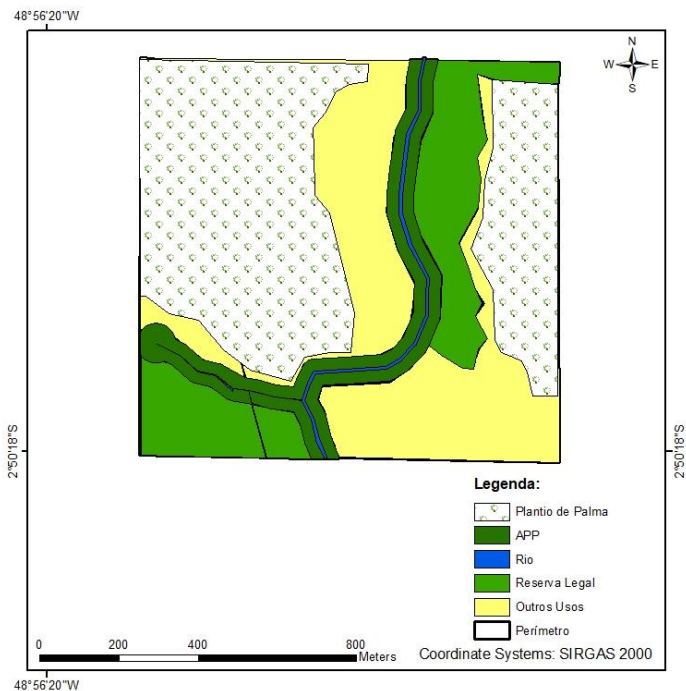 48°56'20"W
N
W E
S
2°50'18"S
2°50'18"S
Legenda:
Plantio de Palma
APP
Rio
Reserva Legal
Outros Usos
Perímetro
0 200 400 800
Meters
Coordinate Systems: SIRGAS 2000
48°56'20"W